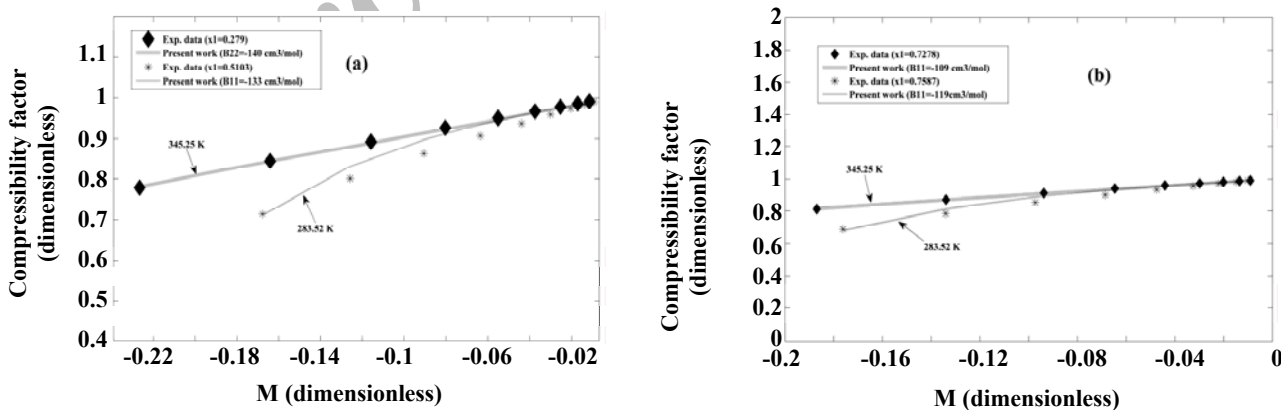 Compressibility factor
(dimensionless)
1.1
1
0.9
0.8
0.7
0.6
0.5
0.4
Exp. data (x1=0.279)
Present work (B22=-140 cm3/mol)
Exp. data (x1=0.5103)
Present work (B11=-133 cm3/mol)
(a)
345.25 K
283.52 K
-0.22
-0.18
-0.14
-0.1
-0.06
-0.02
M (dimensionless)
Compressibility factor
(dimensionless)
2
1.8
1.6
1.4
1.2
1
0.8
0.6
0.4
0.2
0
Exp. data (x1=0.7278)
Present work (B11=-109 cm3/mol)
Exp. data (x1=0.7587)
Present work (B11=-119cm3/mol)
(b)
345.25 K
283.52 K
-0.2
-0.16
-0.12
-0.08
-0.04
0
M (dimensionless)